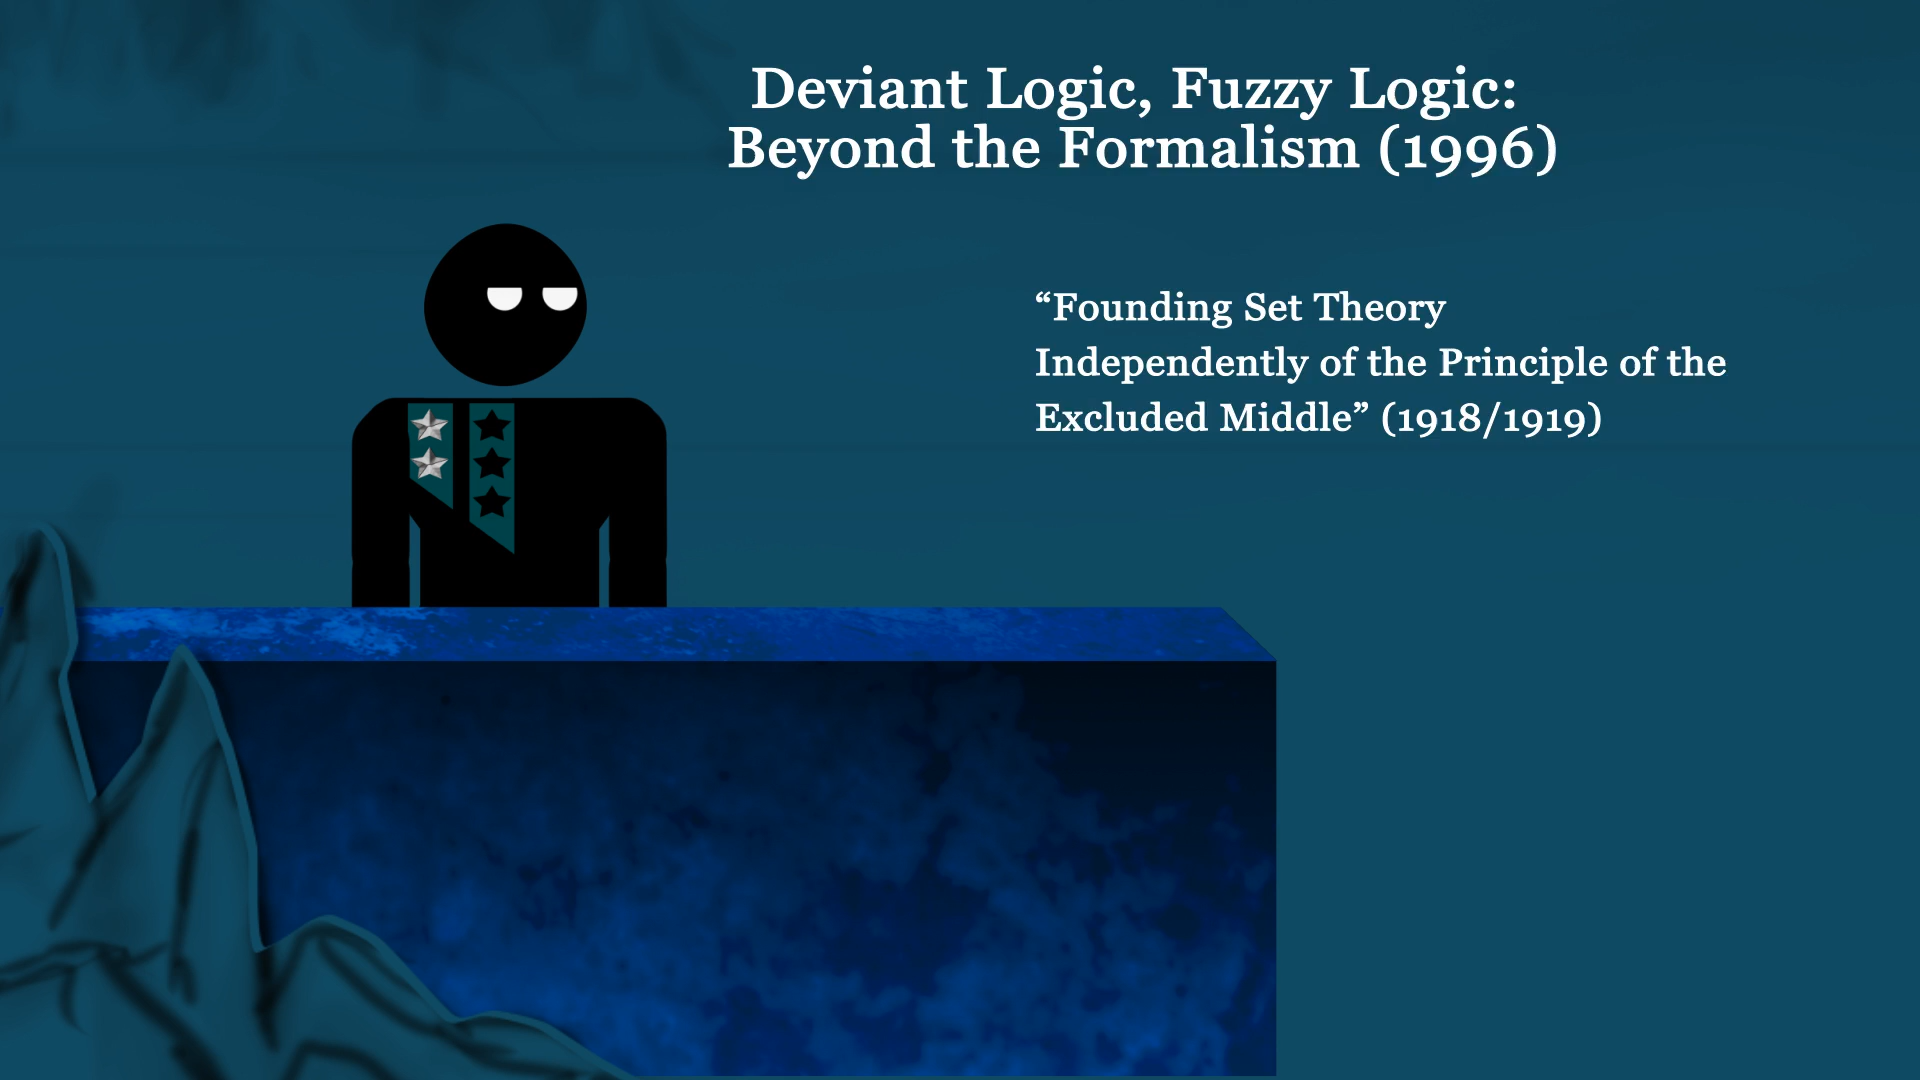 Deviant Logic, Fuzzy Logic:
Beyond the Formalism (1996)
“Founding Set Theory
Independently of the Principle of the
Excluded Middle” (1918/1919)